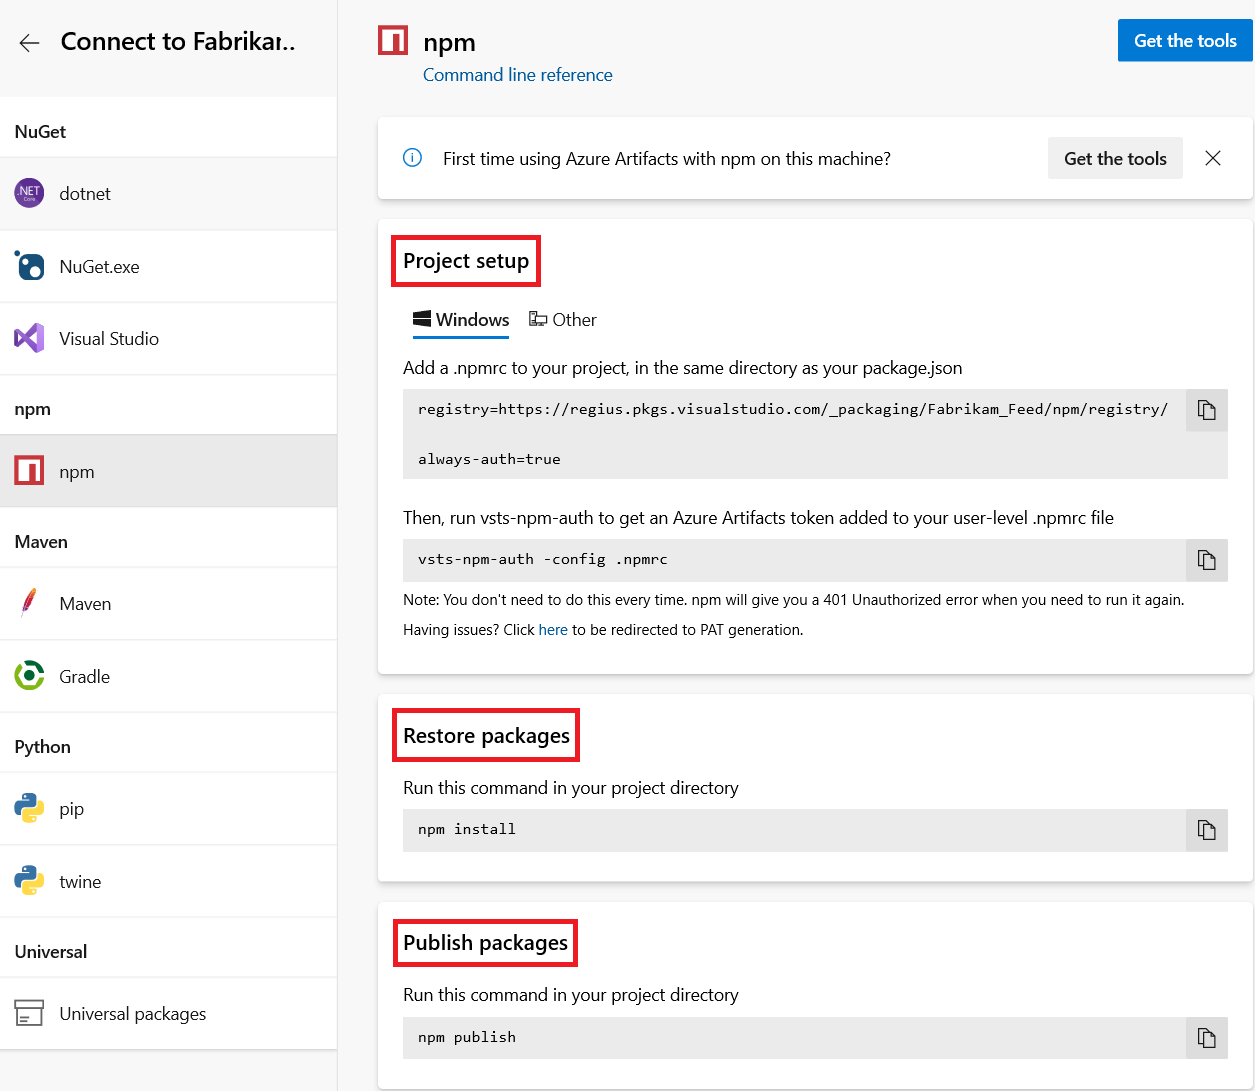 Connect to Fabrikar..
NuGet
.NET
Core
dotnet
NuGet.exe
Visual Studio
npm
npm
Maven
Maven
Gradle
Python
pip
twine
Universal
Universal packages
npm
Get the tools
Command line reference
First time using Azure Artifacts with npm on this machine?
Get the tools
Project setup
Windows Other
Add a .npmrc to your project, in the same directory as your package.json
registry=https://regius.pkgs.visualstudio.com/_packaging/Fabrikam_Feed/npm/registry/
always-auth=true
Then, run vsts-npm-auth to get an Azure Artifacts token added to your user-level .npmrc file
vsts-npm-auth -config .npmrc
Note: You don't need to do this every time. npm will give you a 401 Unauthorized error when you need to run it again.
Having issues? Click here to be redirected to PAT generation.
Restore packages
Run this command in your project directory
npm install
Publish packages
Run this command in your project directory
npm publish